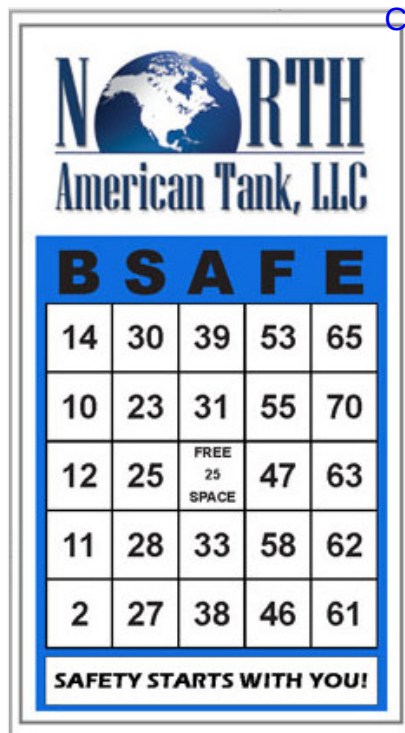 C
NORTH
American Tank, LLC
B S A F E
14 30 39 53 65
10 23 31 55 70
12 25 FREE 25 SPACE 47 63
11 28 33 58 62
2 27 38 46 61
SAFETY STARTS WITH YOU!